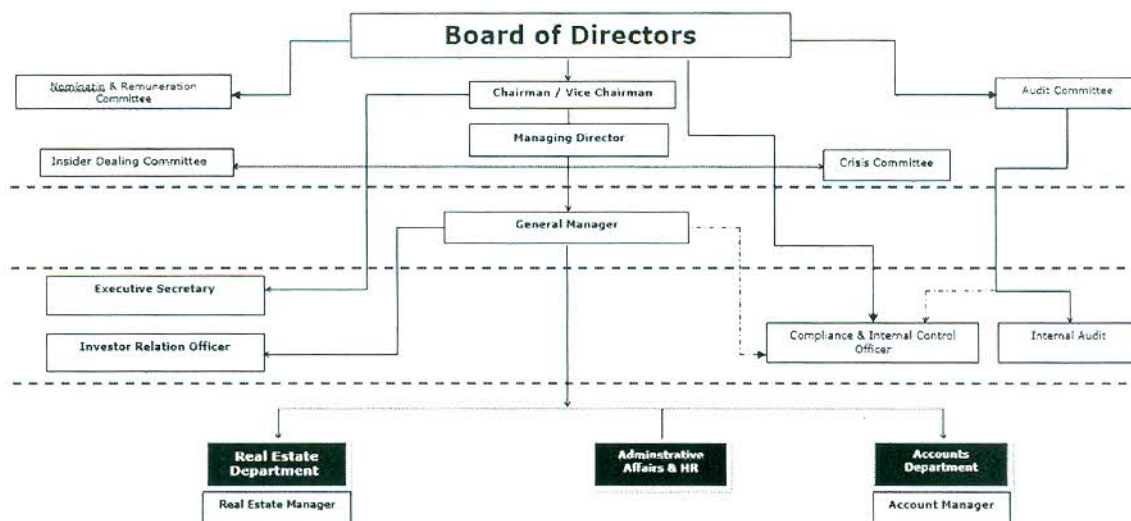 Board of Directors
Nominatin & Remuneration
Committee
Chairman / Vice Chairman
Audit Committee
Managing Director
Insider Dealing Committee
Crisis Committee
General Manager
Executive Secretary
Investor Relation Officer
Compliance & Internal Control
Officer
Internal Audit
Real Estate
Department
Adminstrative
Affairs & HR
Accounts
Department
Real Estate Manager
Account Manager